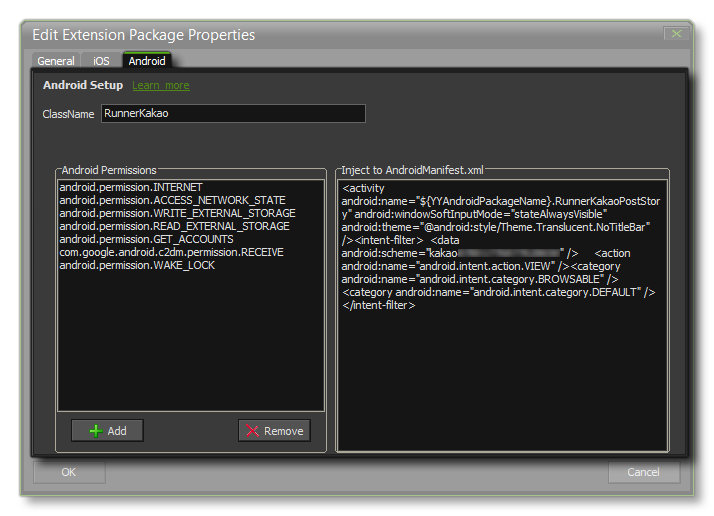 Edit Extension Package Properties
General iOS Android
Android Setup Learn more
ClassName RunnerKakao
Android Permissions
android.permission.INTERNET
android.permission.ACCESS_NETWORK_STATE
android.permission.WRITE_EXTERNAL_STORAGE
android.permission.READ_EXTERNAL_STORAGE
android.permission.GET_ACCOUNTS
com.google.android.c2dm.permission.RECEIVE
android.permission.WAKE_LOCK
Add Remove
Inject to AndroidManifest.xml
<activity
android:name="${YYAndroidPackageName}.RunnerKakaoPostStor
y" android:windowSoftInputMode="stateAlwaysVisible"
android:theme="@android:style/Theme.Translucent.NoTitleBar"
/><intent-filter> <data
android:scheme="kakao " /> <action
android:name="android.intent.action.VIEW" /><category
android:name="android.intent.category.BROWSABLE" />
<category android:name="android.intent.category.DEFAULT" />
</intent-filter>
OK Cancel